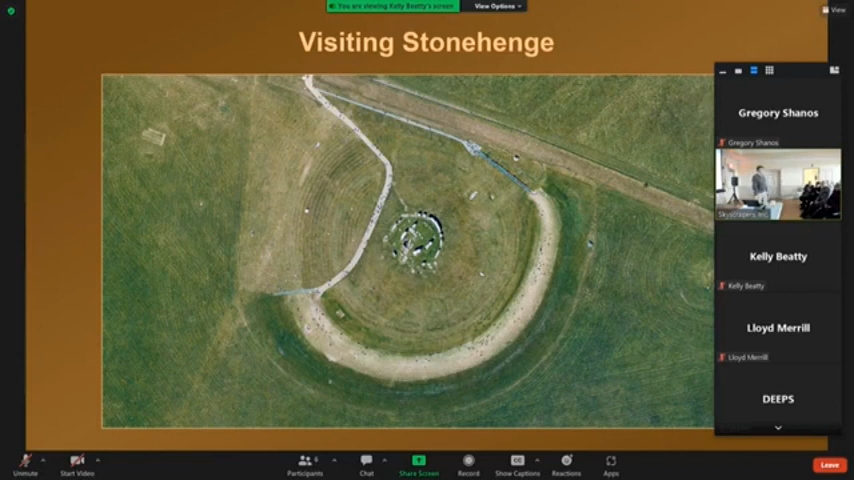 You are viewing Kelly Beatty's screen
View Options
View
Visiting Stonehenge
Gregory Shanos
Gregory Shanos
Skyscrapers, Inc.
Kelly Beatty
Kelly Beatty
Lloyd Merrill
Lloyd Merrill
DEEPS
Unmute
Start Video
Participants
6
Chat
Share Screen
Record
CC
Show Captions
Reactions
Apps
Leave